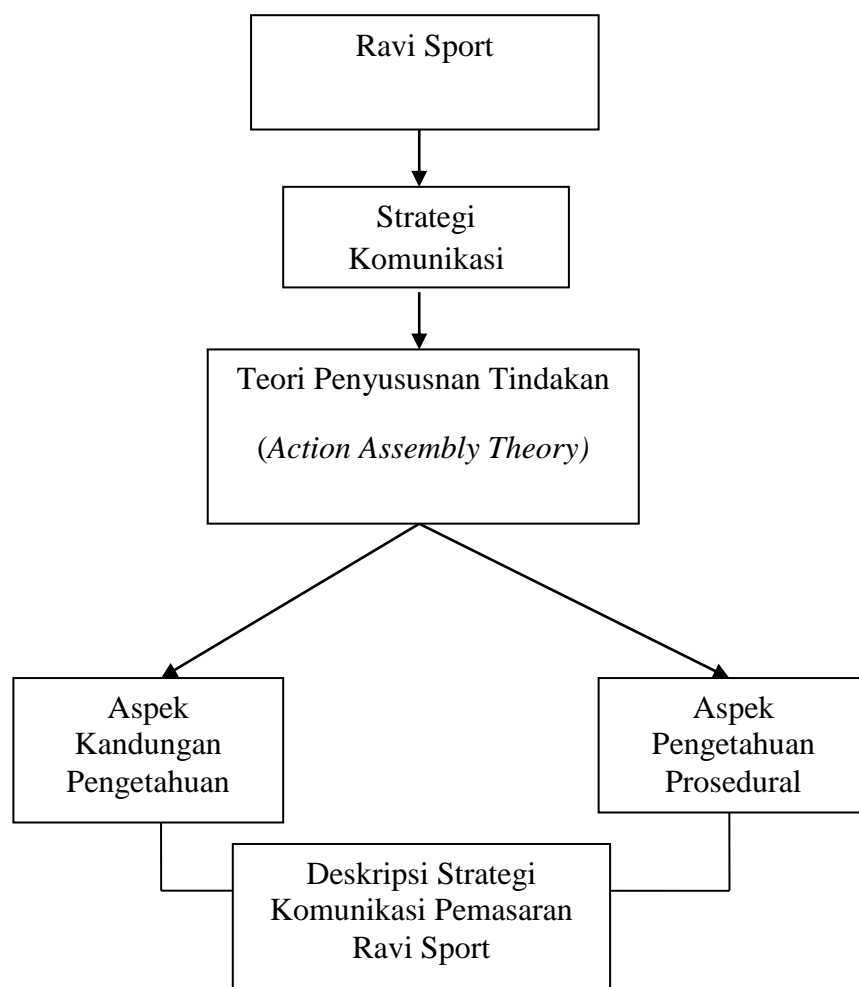 Ravi Sport
Strategi
Komunikasi
Teori Penyususnan Tindakan
(Action Assembly Theory)
Aspek
Kandungan
Pengetahuan
Aspek
Pengetahuan
Prosedural
Deskripsi Strategi
Komunikasi Pemasaran
Ravi Sport